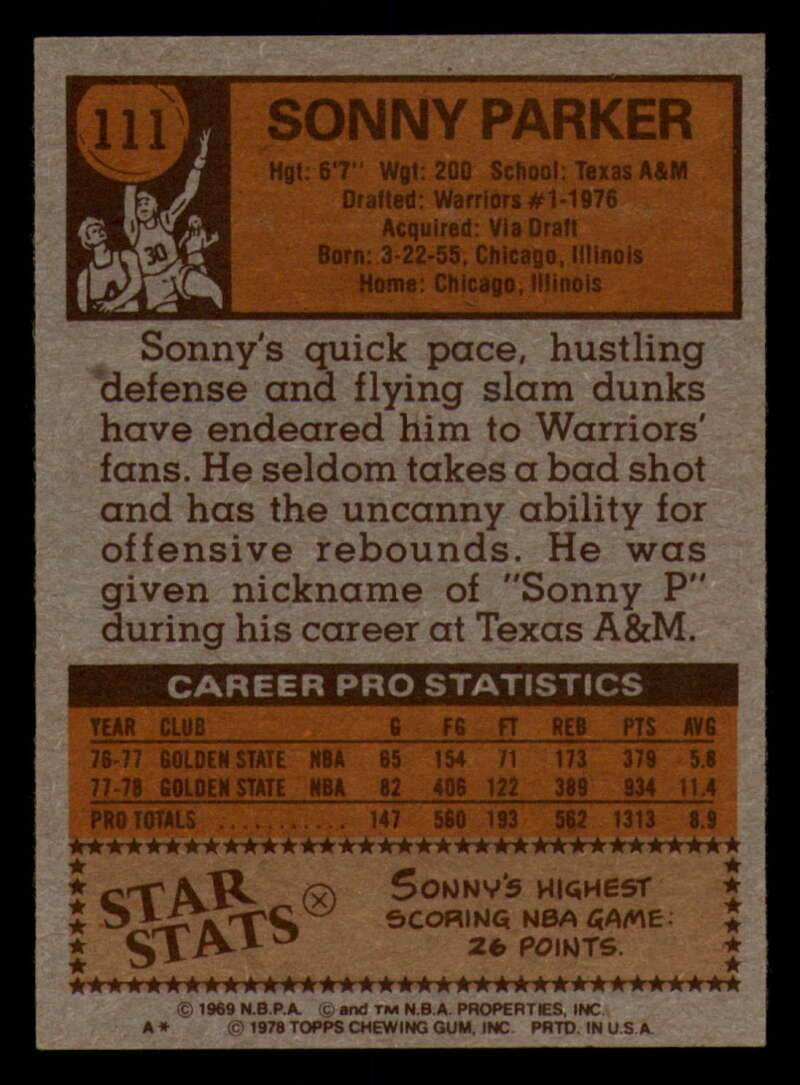 111
SONNY PARKER
Hgt: 6'7" Wgt: 200 School: Texas A&M
Drafted: Warriors #1-1976
Acquired: Via Draft
Born: 3-22-55, Chicago, Illinois
Home: Chicago, Illinois
30
Sonny's quick pace, hustling
defense and flying slam dunks
have endeared him to Warriors'
fans. He seldom takes a bad shot
and has the uncanny ability for
offensive rebounds. He was
given nickname of "Sonny P"
during his career at Texas A&M.
CAREER PRO STATISTICS
YEAR CLUB G FG FT REB PTS AVG
76-77 GOLDEN STATE NBA 65 154 71 173 379 5.8
77-78 GOLDEN STATE NBA 82 406 122 389 934 11.4
PRO TOTALS ........... 147 560 193 562 1313 8.9
STAR
STATS
SONNY'S HIGHEST
SCORING NBA GAME:
26 POINTS.
© 1969 N.B.P.A. © and TM N.B.A. PROPERTIES, INC.
A* © 1978 TOPPS CHEWING GUM, INC. PRTD. IN U.S.A.